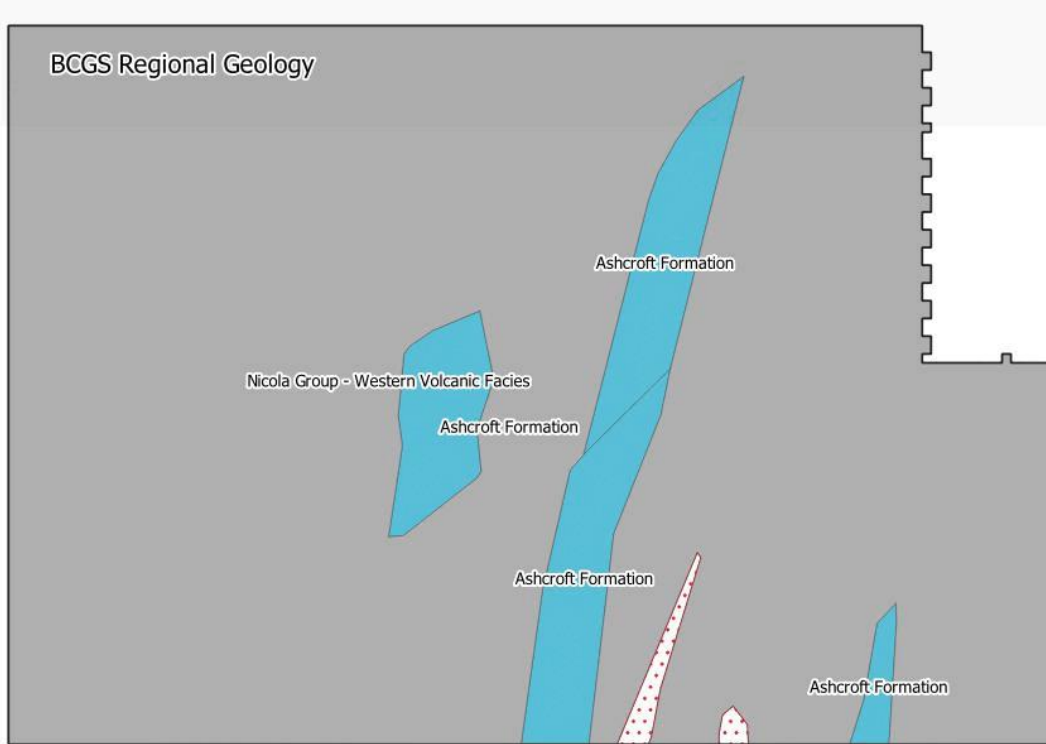 BCGS Regional Geology
Ashcroft Formation
Nicola Group - Western Volcanic Facies
Ashcroft Formation
Ashcroft Formation
Ashcroft Formation